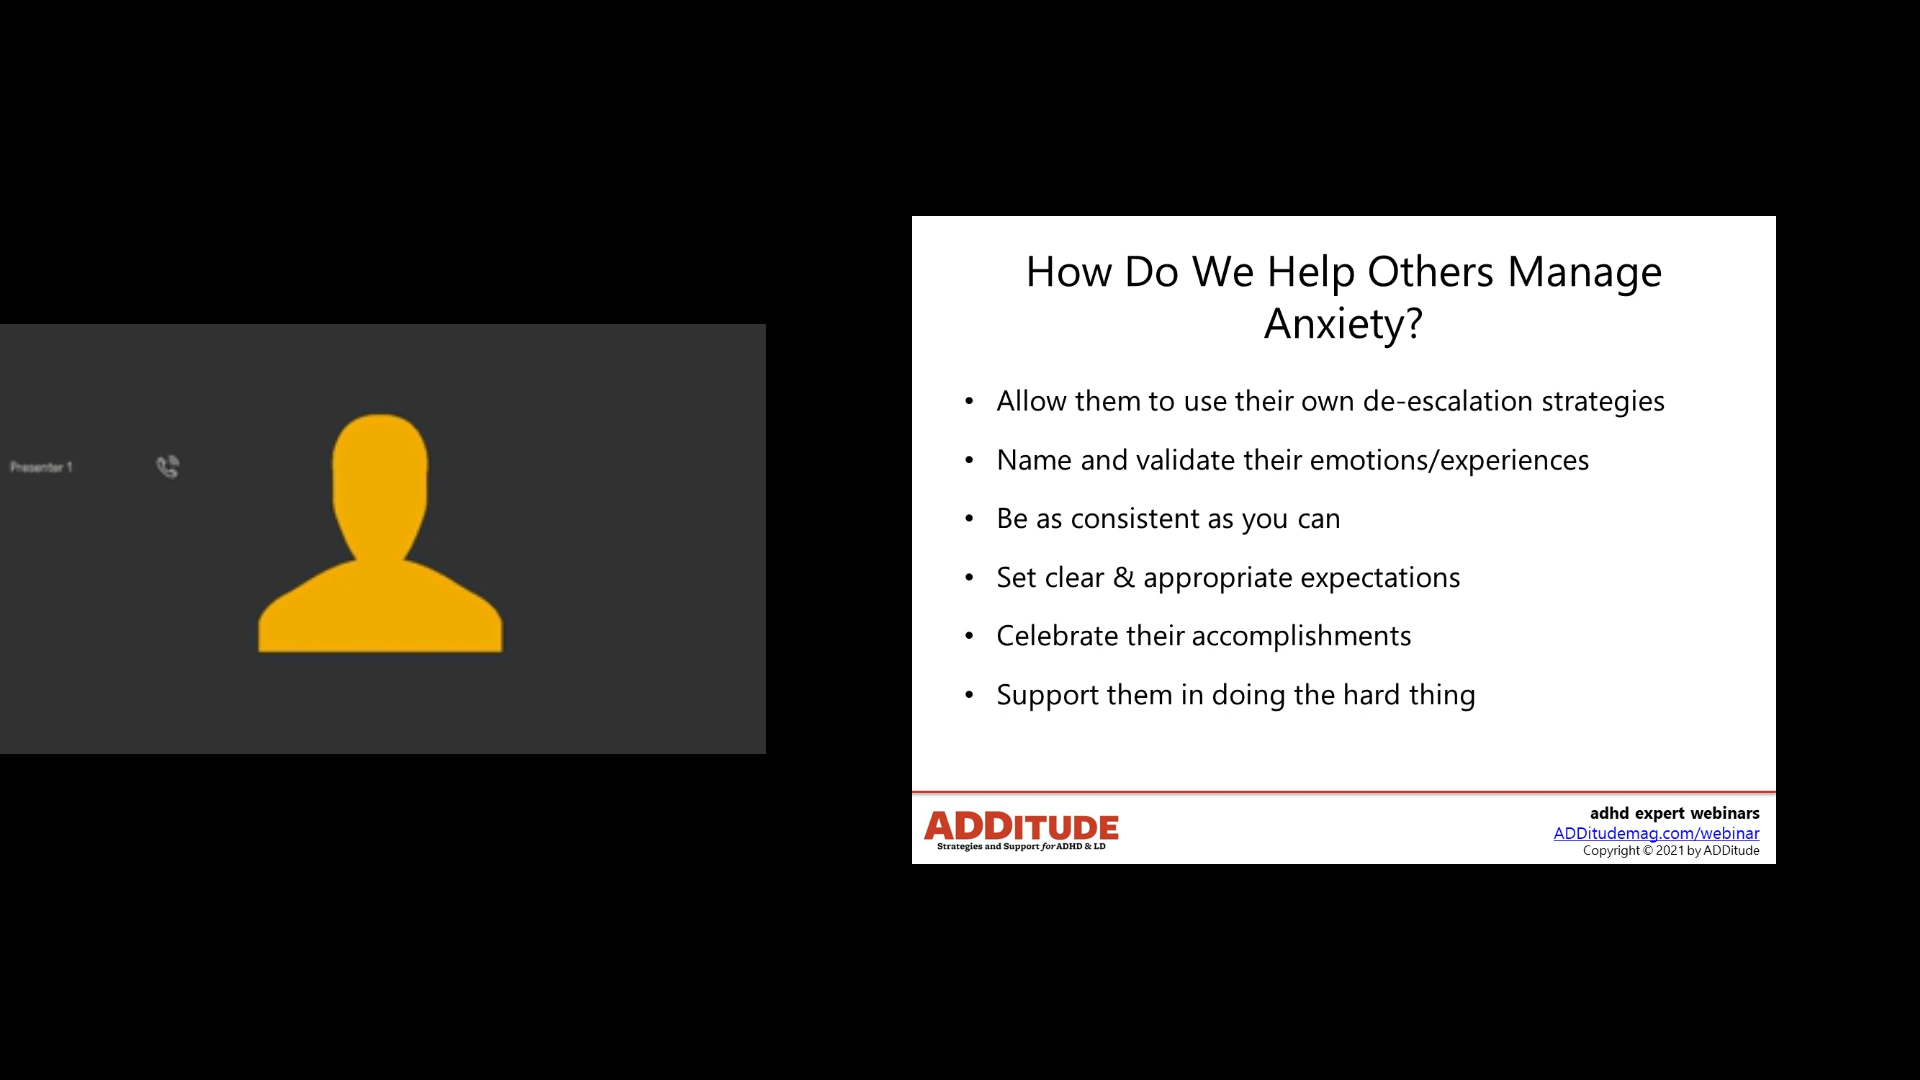 Presenter 1
How Do We Help Others Manage
Anxiety?
• Allow them to use their own de-escalation strategies
• Name and validate their emotions/experiences
• Be as consistent as you can
• Set clear & appropriate expectations
• Celebrate their accomplishments
• Support them in doing the hard thing
ADDITUDE
Strategies and Support for ADHD & LD
adhd expert webinars
ADDitudemag.com/webinar
Copyright © 2021 by ADDitude